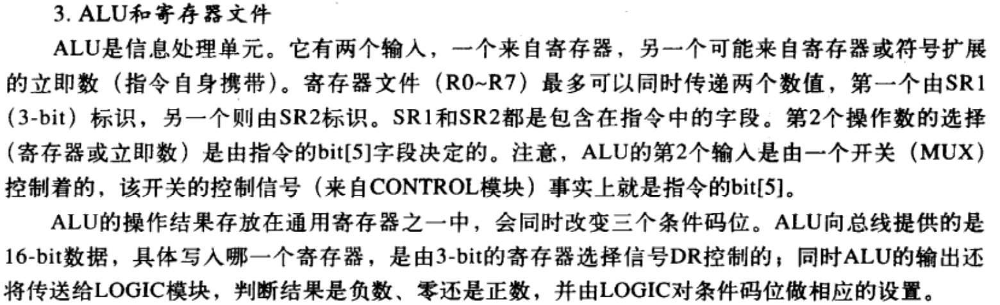 3. ALU和寄存器文件
ALU是信息处理单元。它有两个输入，一个来自寄存器，另一个可能来自寄存器或符号扩展
的立即数（指令自身携带）。寄存器文件（R0~R7）最多可以同时传递两个数值，第一个由SR1
（3-bit）标识，另一个则由SR2标识。SR1和SR2都是包含在指令中的字段。第2个操作数的选择
（寄存器或立即数）是由指令的bit[5]字段决定的。注意，ALU的第2个输入是由一个开关（MUX）
控制着的，该开关的控制信号（来自CONTROL模块）事实上就是指令的bit[5]。
ALU的操作结果存放在通用寄存器之一中，会同时改变三个条件码位。ALU向总线提供的是
16-bit数据，具体写入哪一个寄存器，是由3-bit的寄存器选择信号DR控制的；同时ALU的输出还
将传送给LOGIC模块，判断结果是负数、零还是正数，并由LOGIC对条件码位做相应的设置。